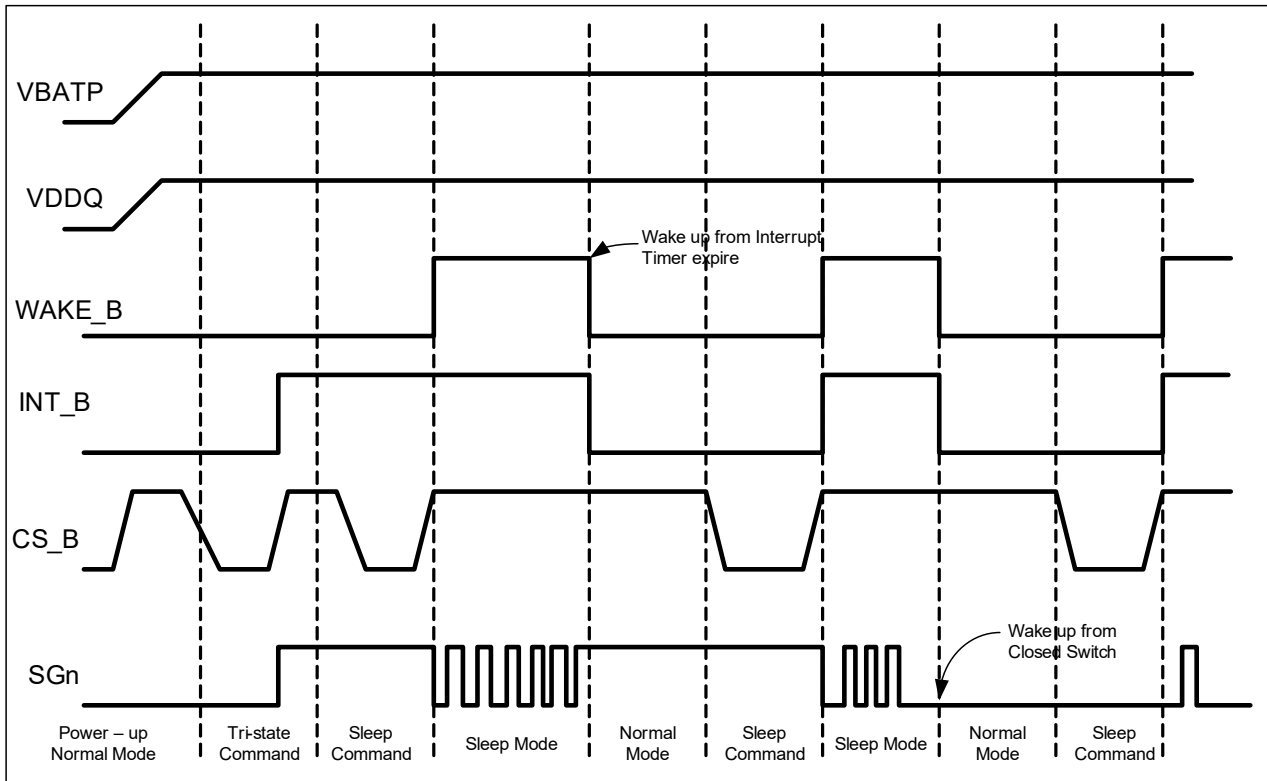 VBATP
VDDQ
Wake up from Interrupt
Timer expire
WAKE_B
INT_B
CS_B
Wake up from
Closed Switch
SGn
Power – up
Normal Mode
Tri-state
Command
Sleep
Command
Sleep Mode
Normal
Mode
Sleep
Command
Sleep Mode
Normal
Mode
Sleep
Command